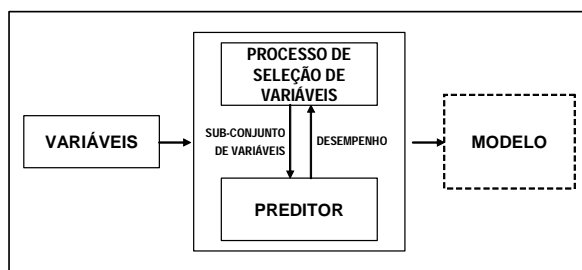 PROCESSO DE
SELEÇÃO DE
VARIÁVEIS
VARIÁVEIS
SUB-CONJUNTO
DE VARIÁVEIS
DESEMPENHO
MODELO
PREDITOR